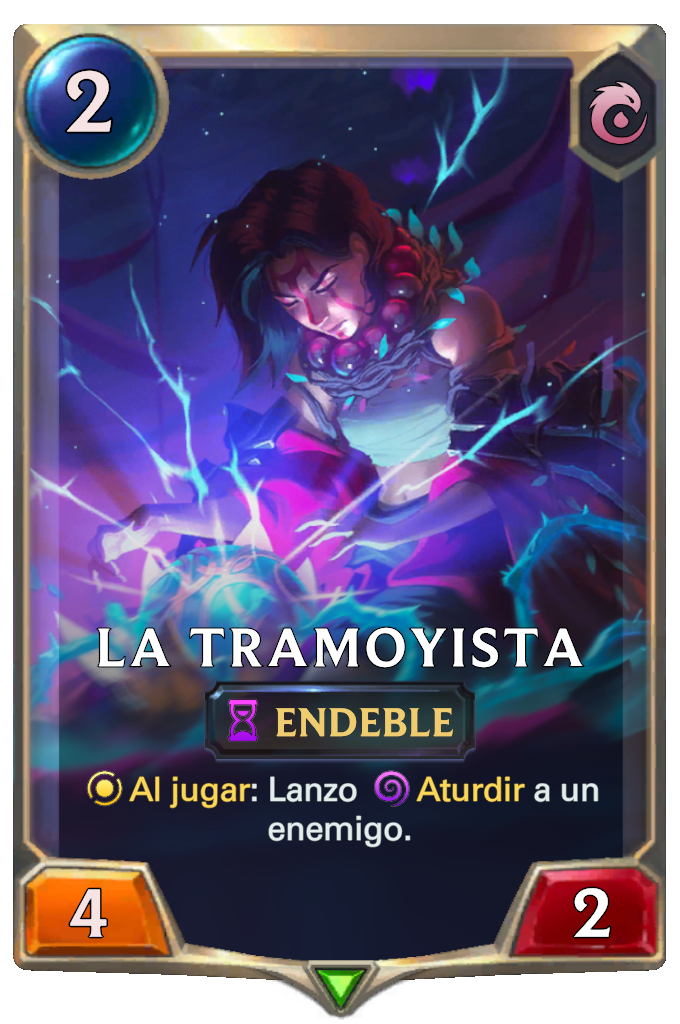 2
LA TRAMOYISTA
ENDEBLE
Al jugar: Lanzo Aturdir a un
enemigo.
4
2